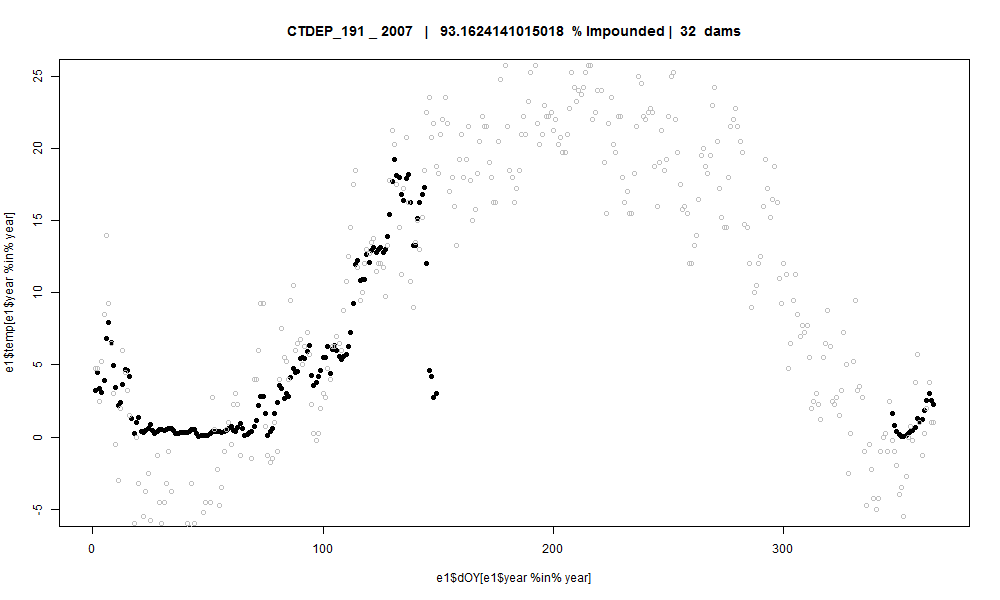 CTDEP_191 _ 2007 | 93.1624141015018 % Impounded | 32 dams
25
20
15
10
5
0
-5
e1$temp[e1$year %in% year]
0 100 200 300
e1$dOY[e1$year %in% year]